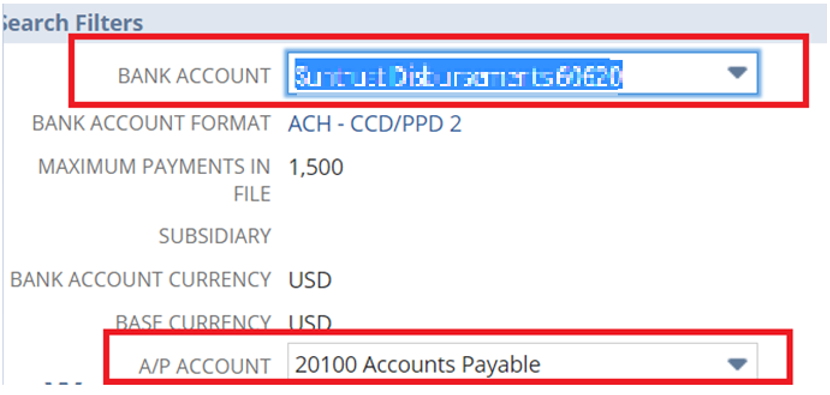 Search Filters
BANK ACCOUNT Suntrust Disbursements 60620
BANK ACCOUNT FORMAT ACH - CCD/PPD 2
MAXIMUM PAYMENTS IN 1,500
FILE
SUBSIDIARY
BANK ACCOUNT CURRENCY USD
BASE CURRENCY USD
A/P ACCOUNT 20100 Accounts Payable